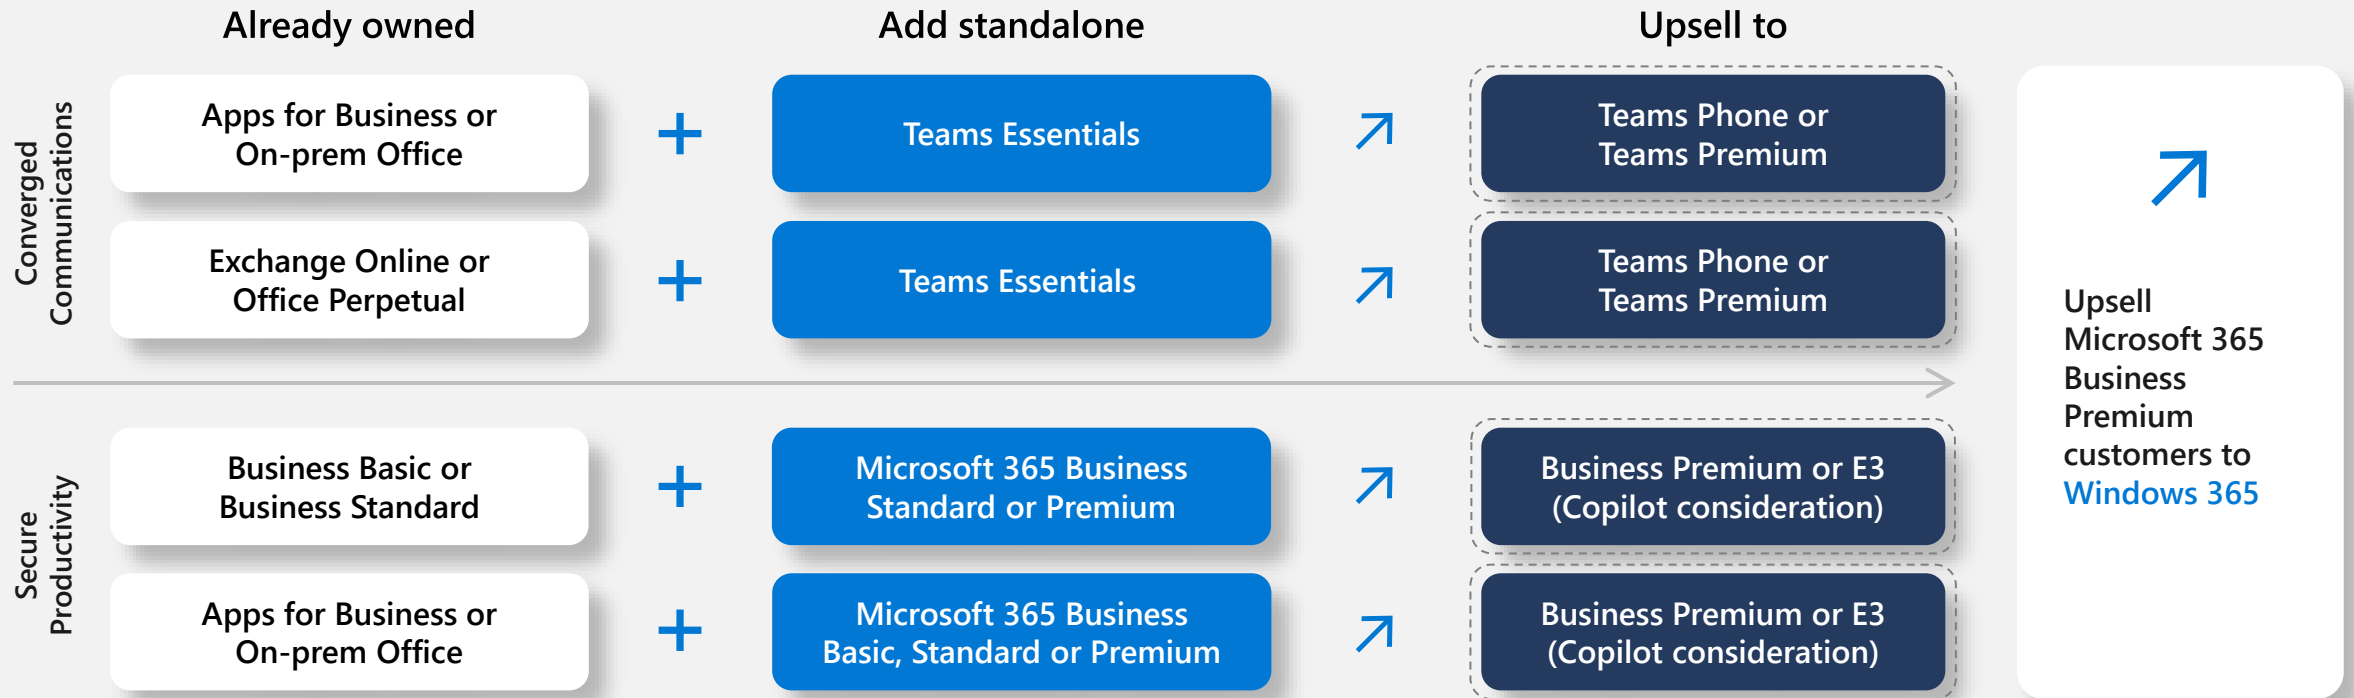 Already owned
Add standalone
Upsell to
Converged
Communications
Apps for Business or
On-prem Office
+
Teams Essentials
Teams Phone or
Teams Premium
Exchange Online or
Office Perpetual
+
Teams Essentials
Teams Phone or
Teams Premium
Secure
Productivity
Business Basic or
Business Standard
+
Microsoft 365 Business
Standard or Premium
Business Premium or E3
(Copilot consideration)
Apps for Business or
On-prem Office
+
Microsoft 365 Business
Basic, Standard or Premium
Business Premium or E3
(Copilot consideration)
Upsell
Microsoft 365
Business
Premium
customers to
Windows 365